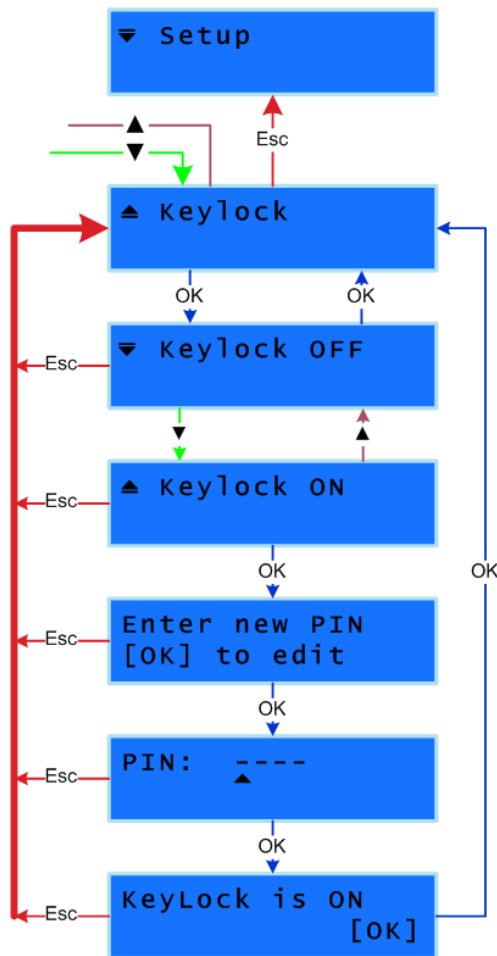 Setup
Esc
Keylock
OK OK
Keylock OFF
Esc
Keylock ON
Esc
OK
OK
Enter new PIN
[OK] to edit
Esc
OK
PIN: ----
Esc
OK
KeyLock is ON
[OK]
Esc